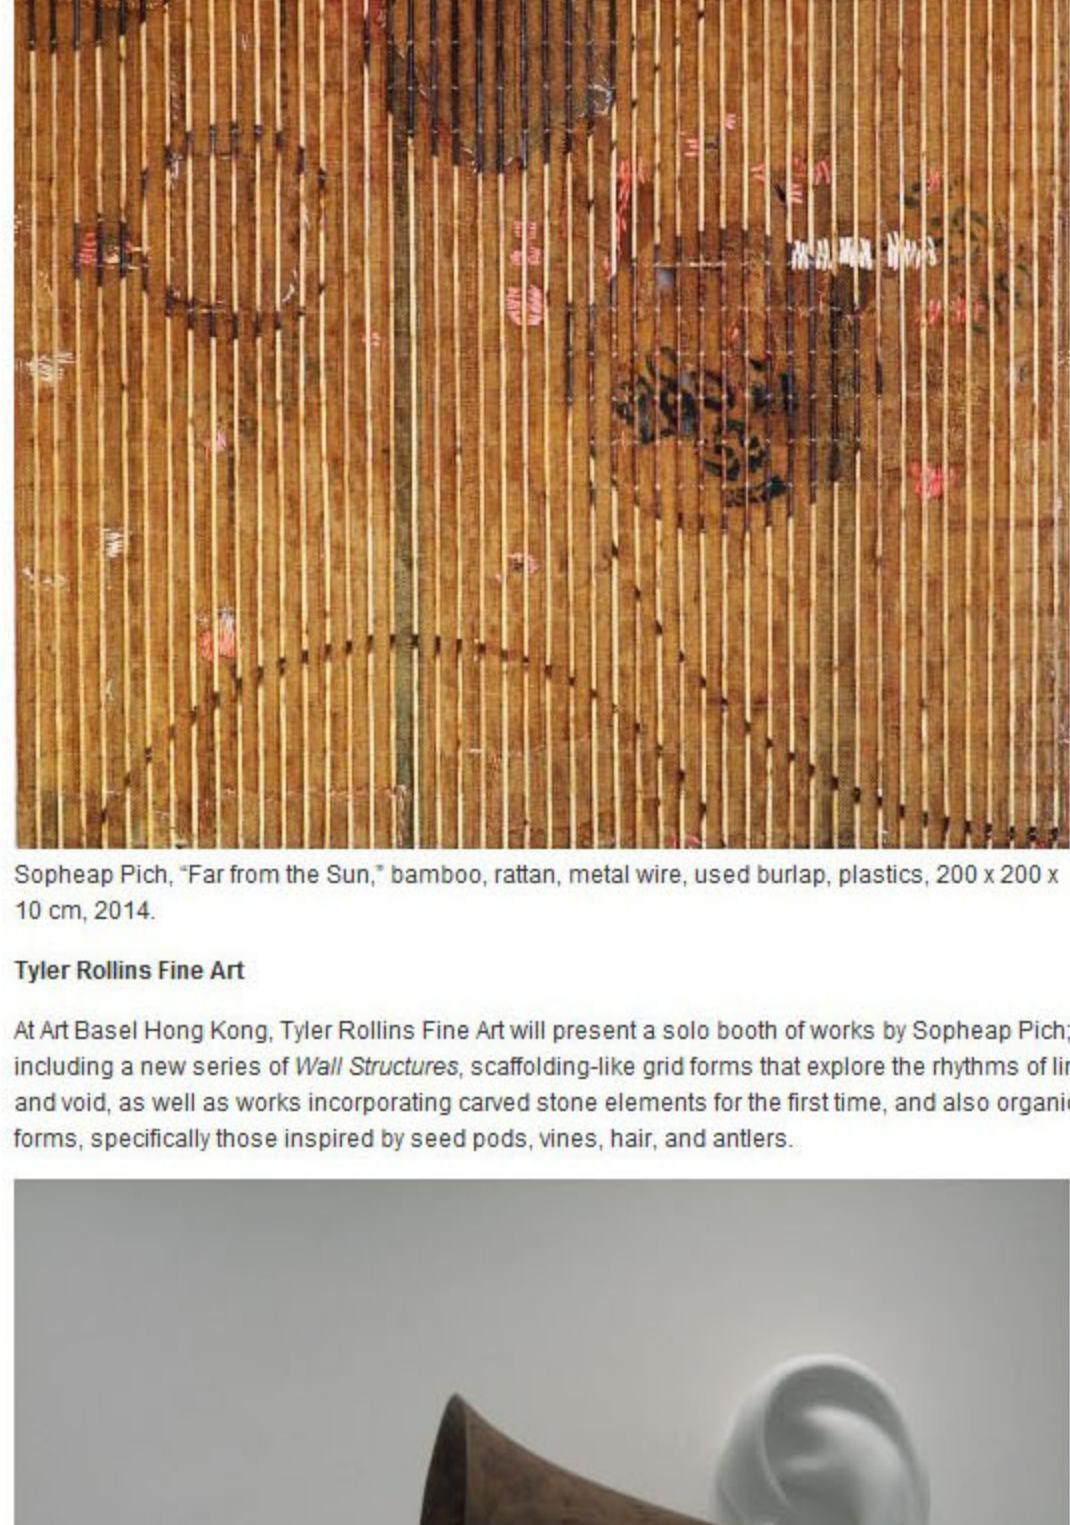 Sopheap Pich, “Far from the Sun,” bamboo, rattan, metal wire, used burlap, plastics, 200 x 200 x
10 cm, 2014.
Tyler Rollins Fine Art
At Art Basel Hong Kong, Tyler Rollins Fine Art will present a solo booth of works by Sopheap Pich;
including a new series of Wall Structures, scaffolding-like grid forms that explore the rhythms of
and void, as well as works incorporating carved stone elements for the first time, and also
forms, specifically those inspired by seed pods, vines, hair, and antlers.